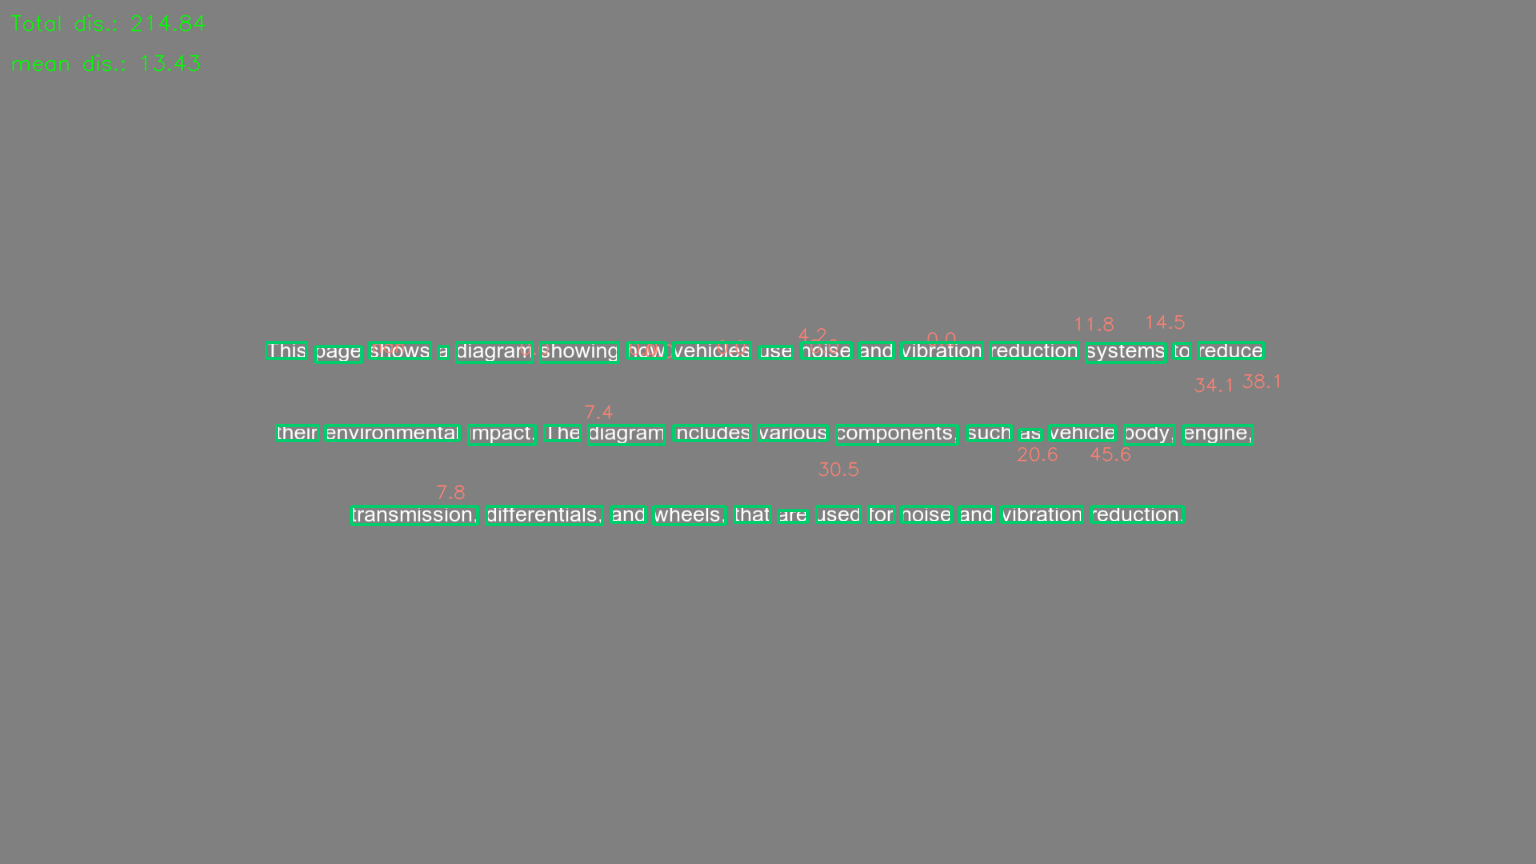 Total dis.: 214.84
mean dis.: 13.43
4.2 0.0 11.8 14.5
This page shows a diagram showing how vehicles use noise and vibration reduction systems to reduce
34.1 38.1
7.4
their environmental impact. The diagram includes various components, such as vehicle body, engine,
30.5 20.6 45.6
7.8
transmission, differentials, and wheels, that are used for noise and vibration reduction.